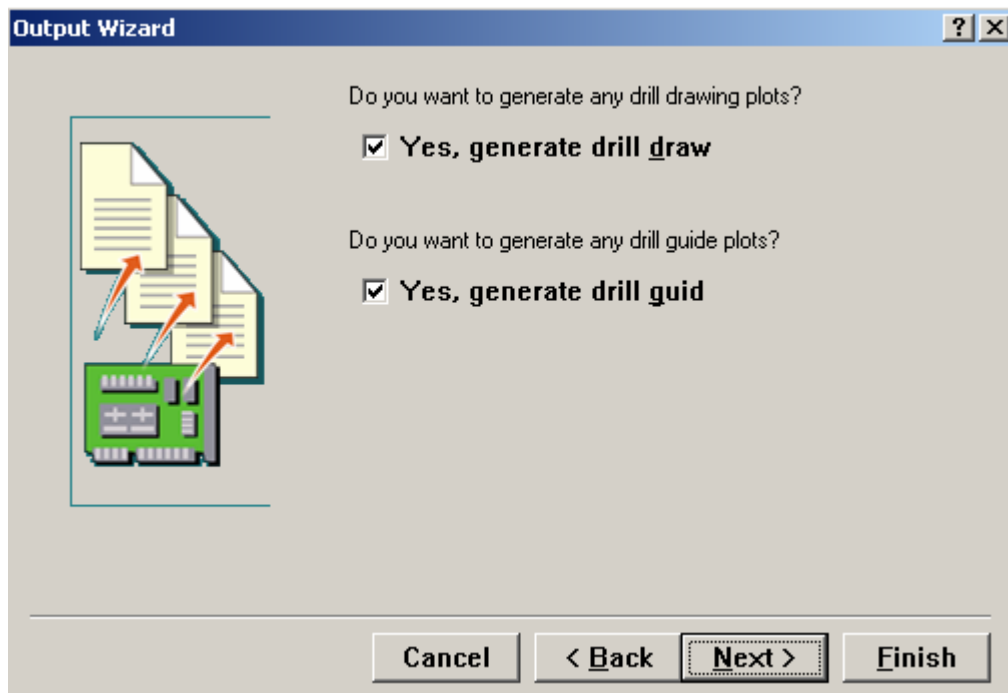 Output Wizard
Do you want to generate any drill drawing plots?
Yes, generate drill draw
Do you want to generate any drill guide plots?
Yes, generate drill guid
Cancel
< Back
Next >
Finish